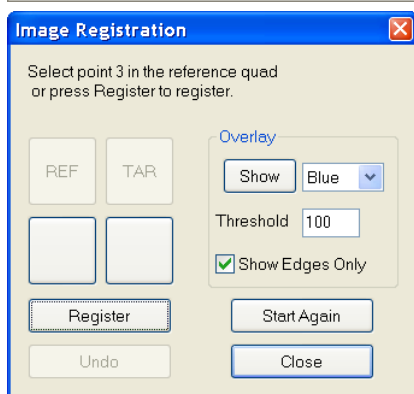 Image Registration
Select point 3 in the reference quad
or press Register to register.
REF
TAR
Overlay
Show
Blue
Threshold
100
Show Edges Only
Register
Start Again
Undo
Close